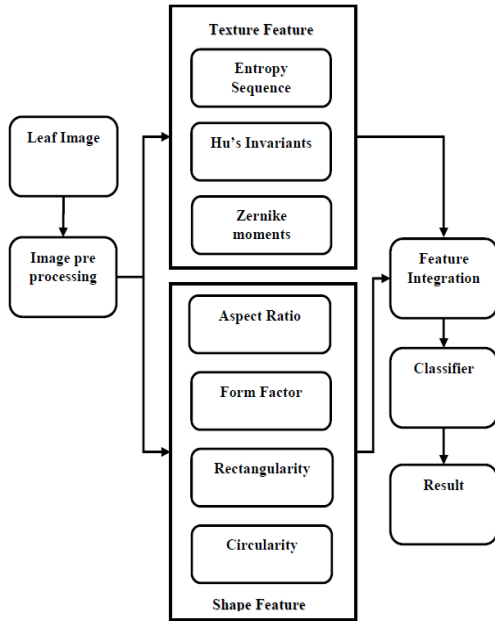 Leaf Image
Image pre
processing
Texture Feature
Entropy
Sequence
Hu's Invariants
Zernike
moments
Aspect Ratio
Form Factor
Rectangularity
Circularity
Shape Feature
Feature
Integration
Classifier
Result